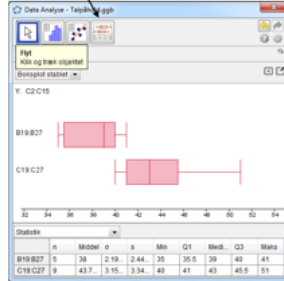 Data Analyse - Talpåhold.ggb
Flyt
Klik og træk objektet
Boksplot stablet
Y: C2:C15
B19:B27
C19:C27
32 34 36 38 40 42 44 46 48 50 52 54
Statistik
n Middel σ s Min Q1 Medi... Q3 Maks
B19:B27 5 38 2.19... 2.44... 35 35.5 39 40 41
C19:C27 9 43.7... 3.15... 3.34... 40 41 43 45.5 51